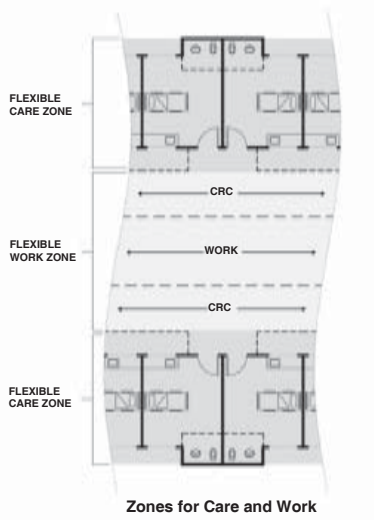 FLEXIBLE
CARE ZONE
CRC
FLEXIBLE
WORK ZONE
WORK
CRC
FLEXIBLE
CARE ZONE
Zones for Care and Work